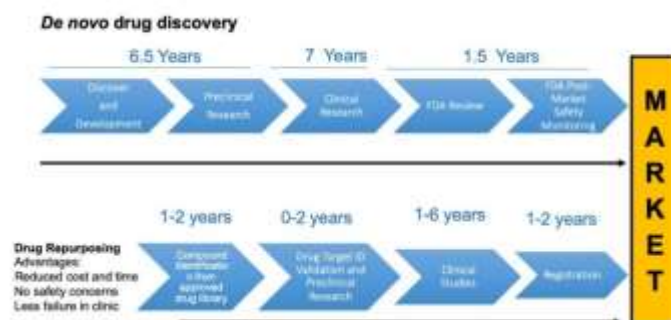 De novo drug discovery
6.5 Years
7 Years
1.5 Years
Discover
and
Development
Preclinical
Research
Clinical
Research
FDA Review
FDA Post-
Market
Safety
Monitoring
M
A
R
K
E
T
1-2 years
0-2 years
1-6 years
1-2 years
Drug Repurposing
Advantages:
Reduced cost and time
No safety concerns
Less failure in clinic
Compound
n from
approved
drug library
Drug Target ID
Validation and
Preclinical
Research
Clinical
Studies
Registration